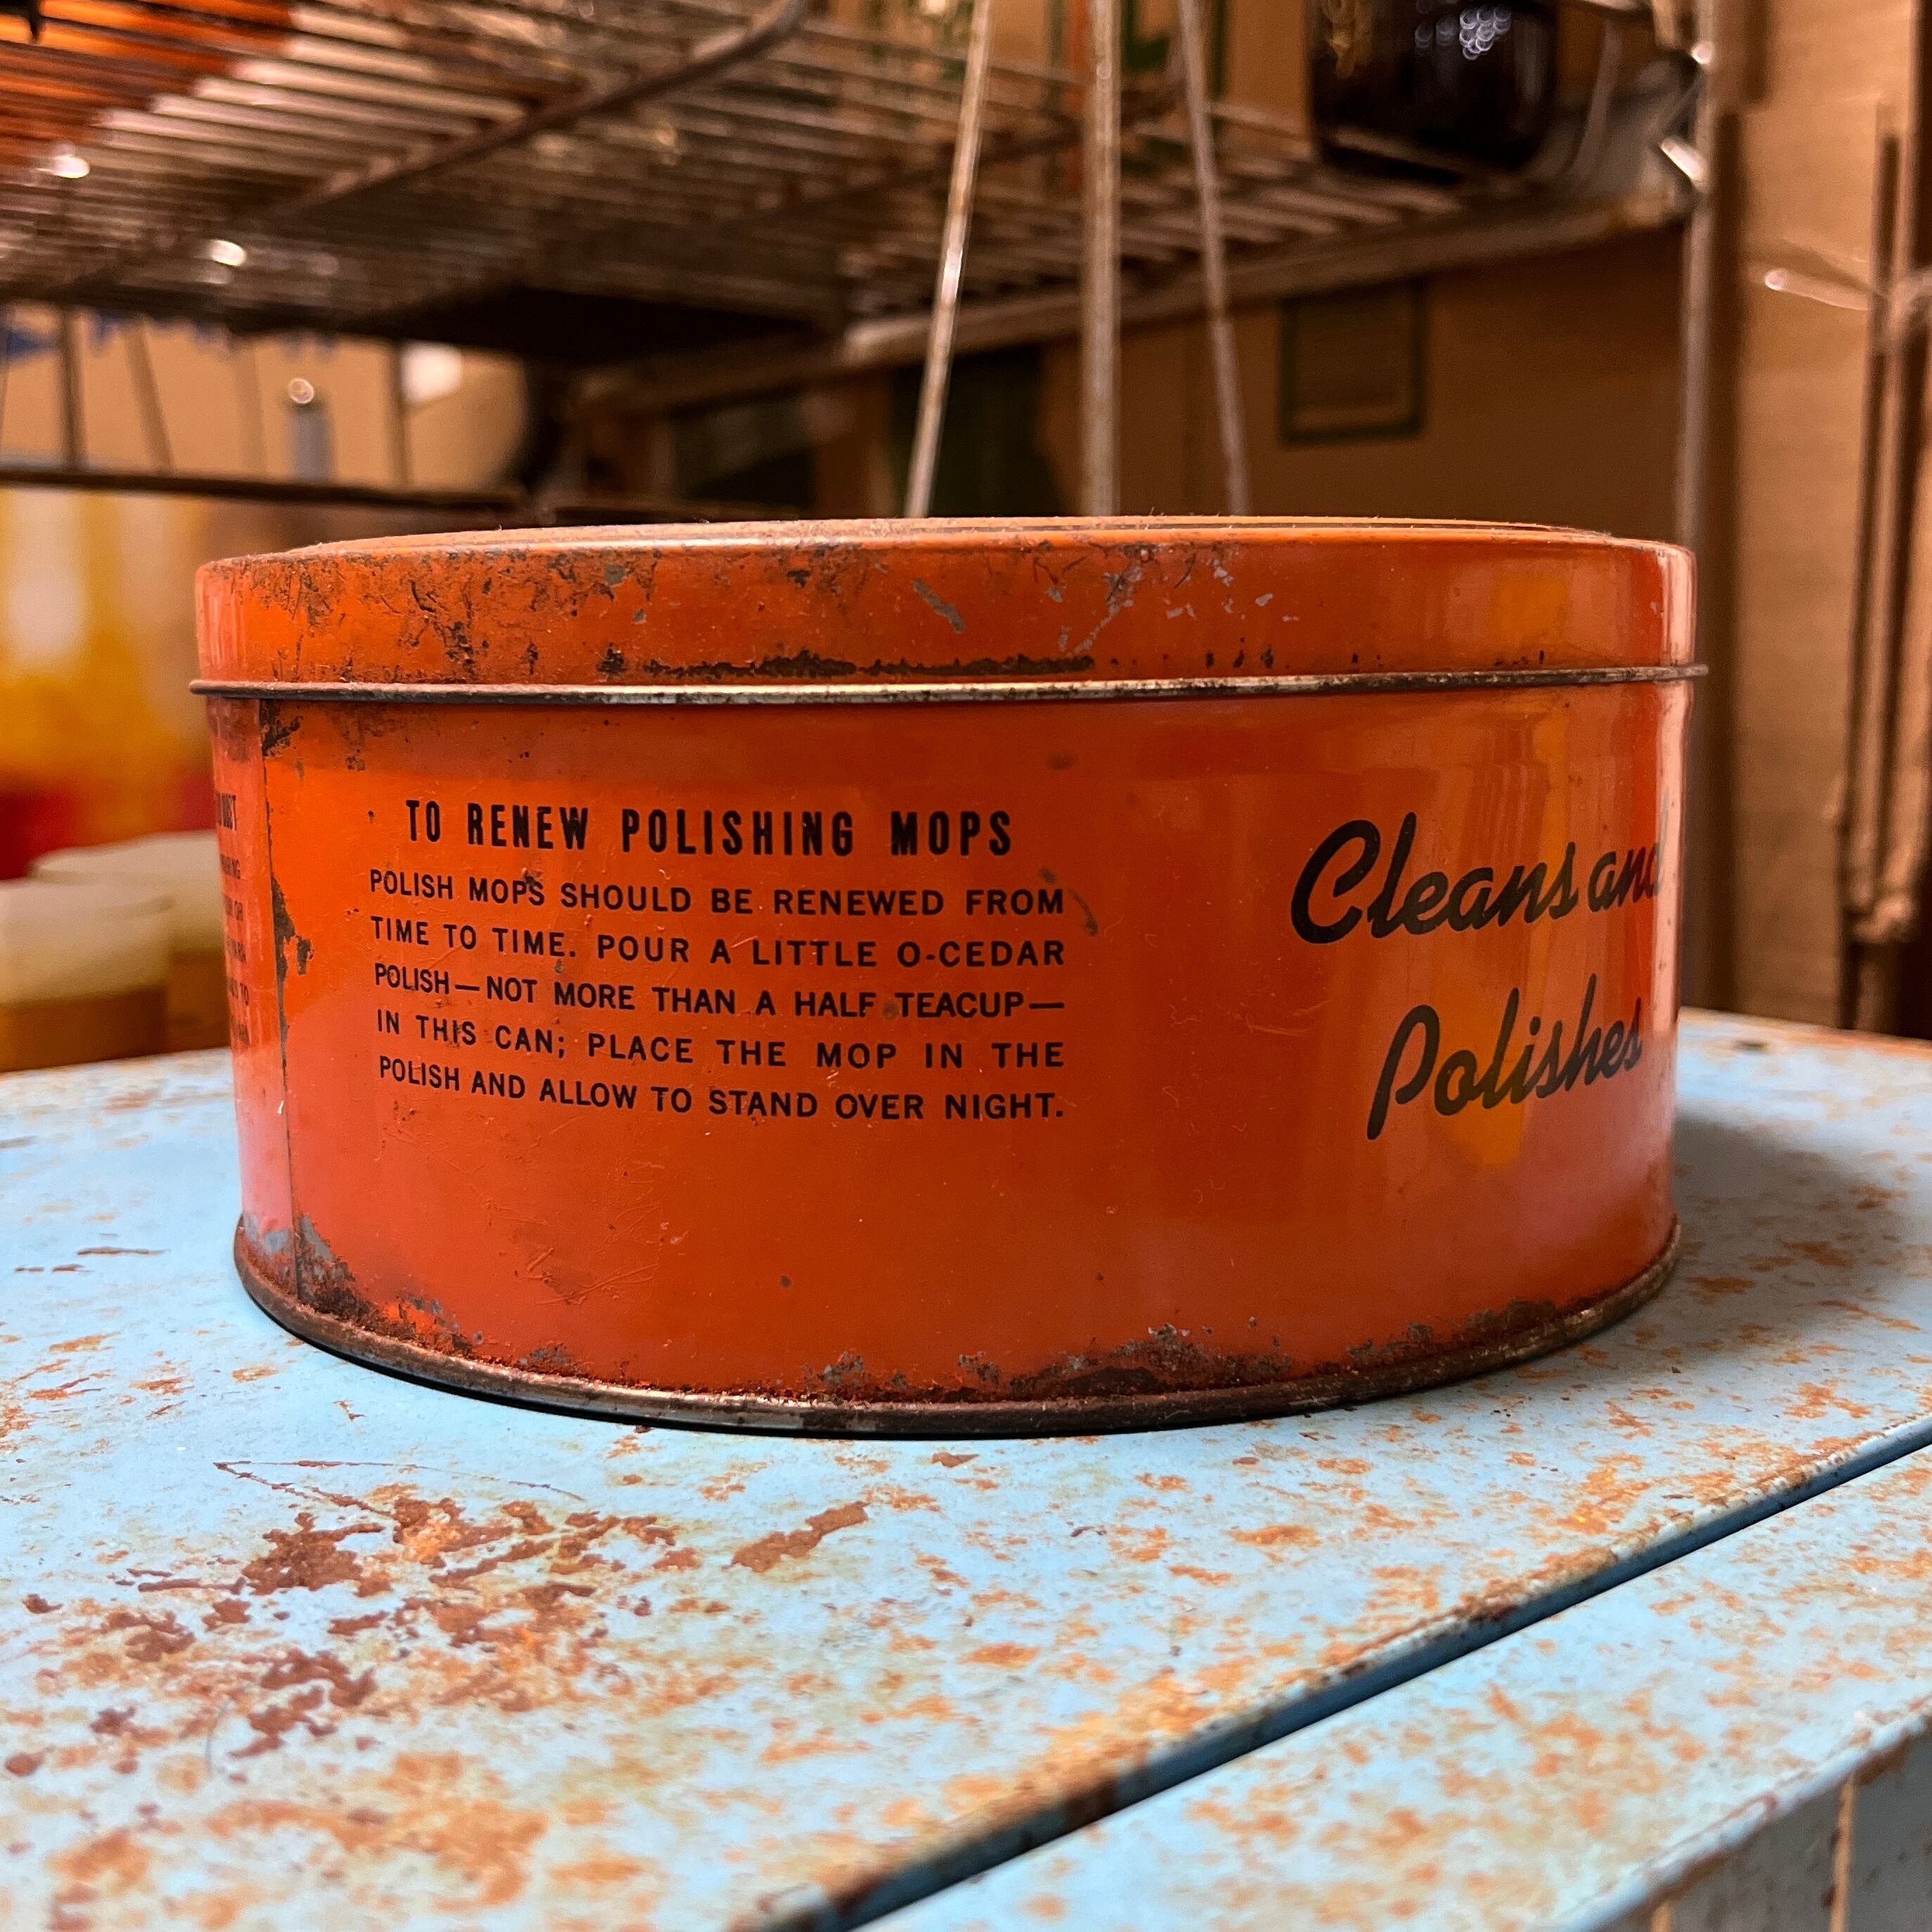 TO RENEW POLISHING MOPS
POLISH MOPS SHOULD BE RENEWED FROM
TIME TO TIME. POUR A LITTLE O-CEDAR
POLISH—NOT MORE THAN A HALF TEACUP—
IN THIS CAN; PLACE THE MOP IN THE
POLISH AND ALLOW TO STAND OVER NIGHT.
Cleans and
Polishes